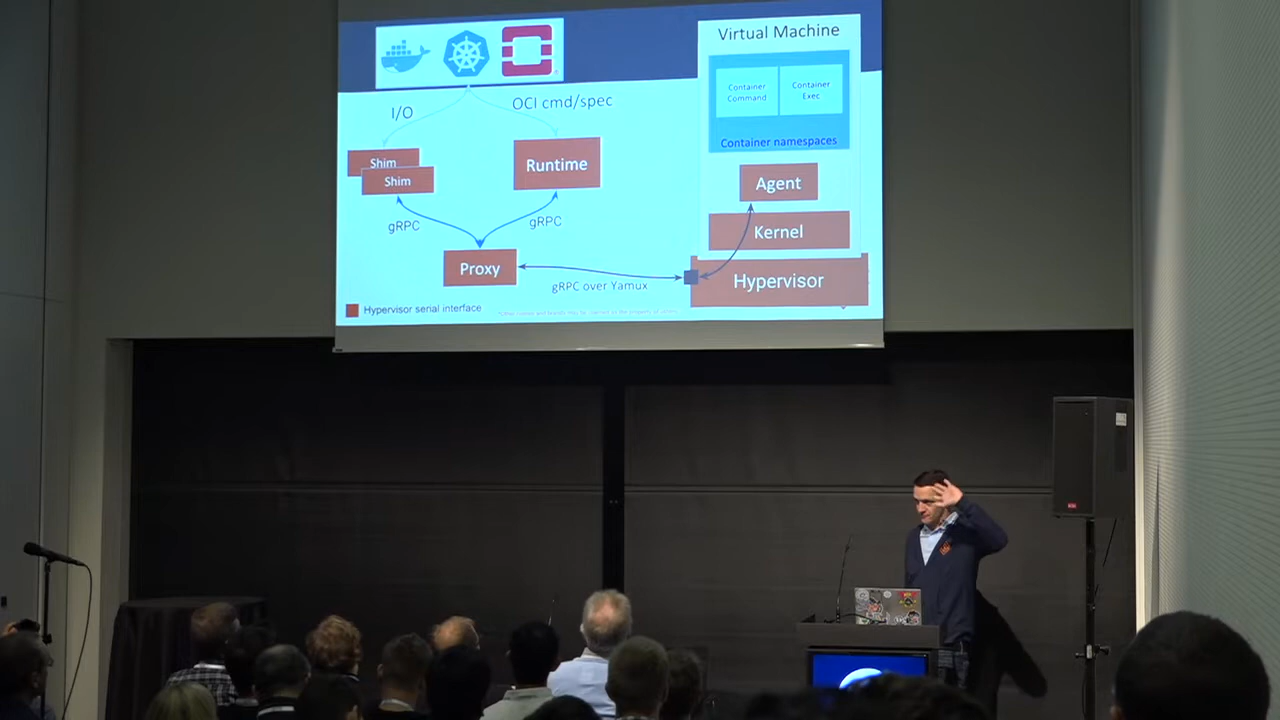 Virtual Machine
Container
Command
Container
Exec
Container namespaces
I/O
OCI cmd/spec
Shim
Shim
Runtime
Agent
gRPC
gRPC
Kernel
Proxy
gRPC over Yamux
Hypervisor
Hypervisor serial interface